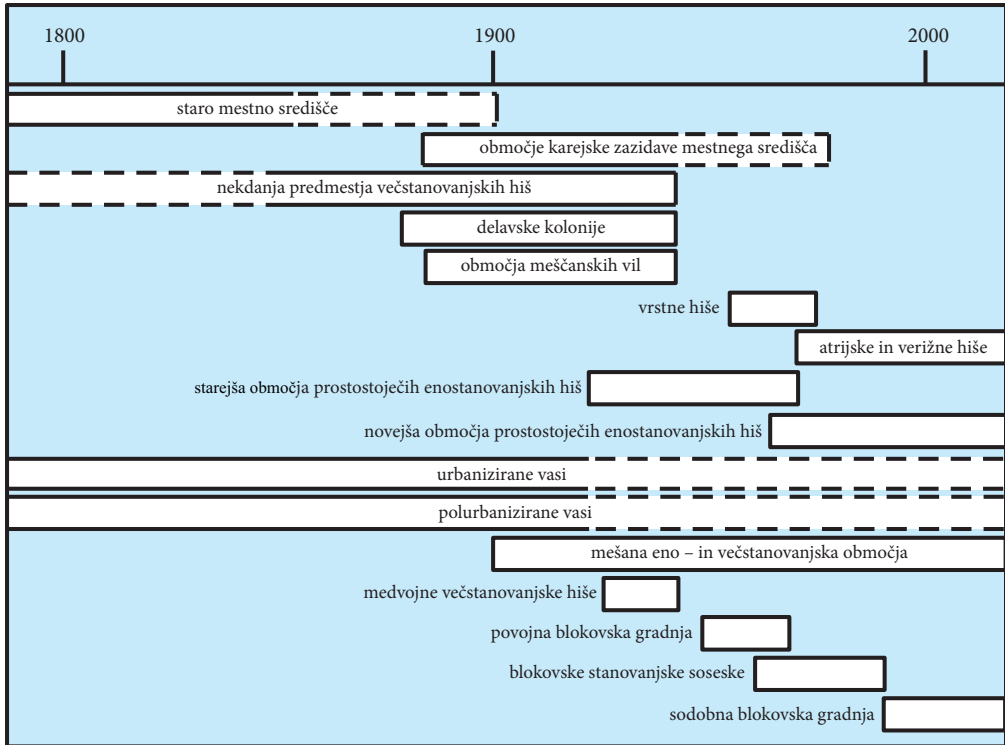 1800 1900 2000
staro mestno središče
območje karejske zazidave mestnega središča
nekdanja predmestja večstanovanjskih hiš
delavske kolonije
območja meščanskih vil
vrstne hiše
atrijske in verižne hiše
starejša območja prostostoječih enostanovanjskih hiš
novejša območja prostostoječih enostanovanjskih hiš
urbanizirane vasi
polurbanizirane vasi
mešana eno – in večstanovanjska območja
medvojne večstanovanjske hiše
povojna blokovska gradnja
blokovske stanovanjske soseske
sodobna blokovska gradnja